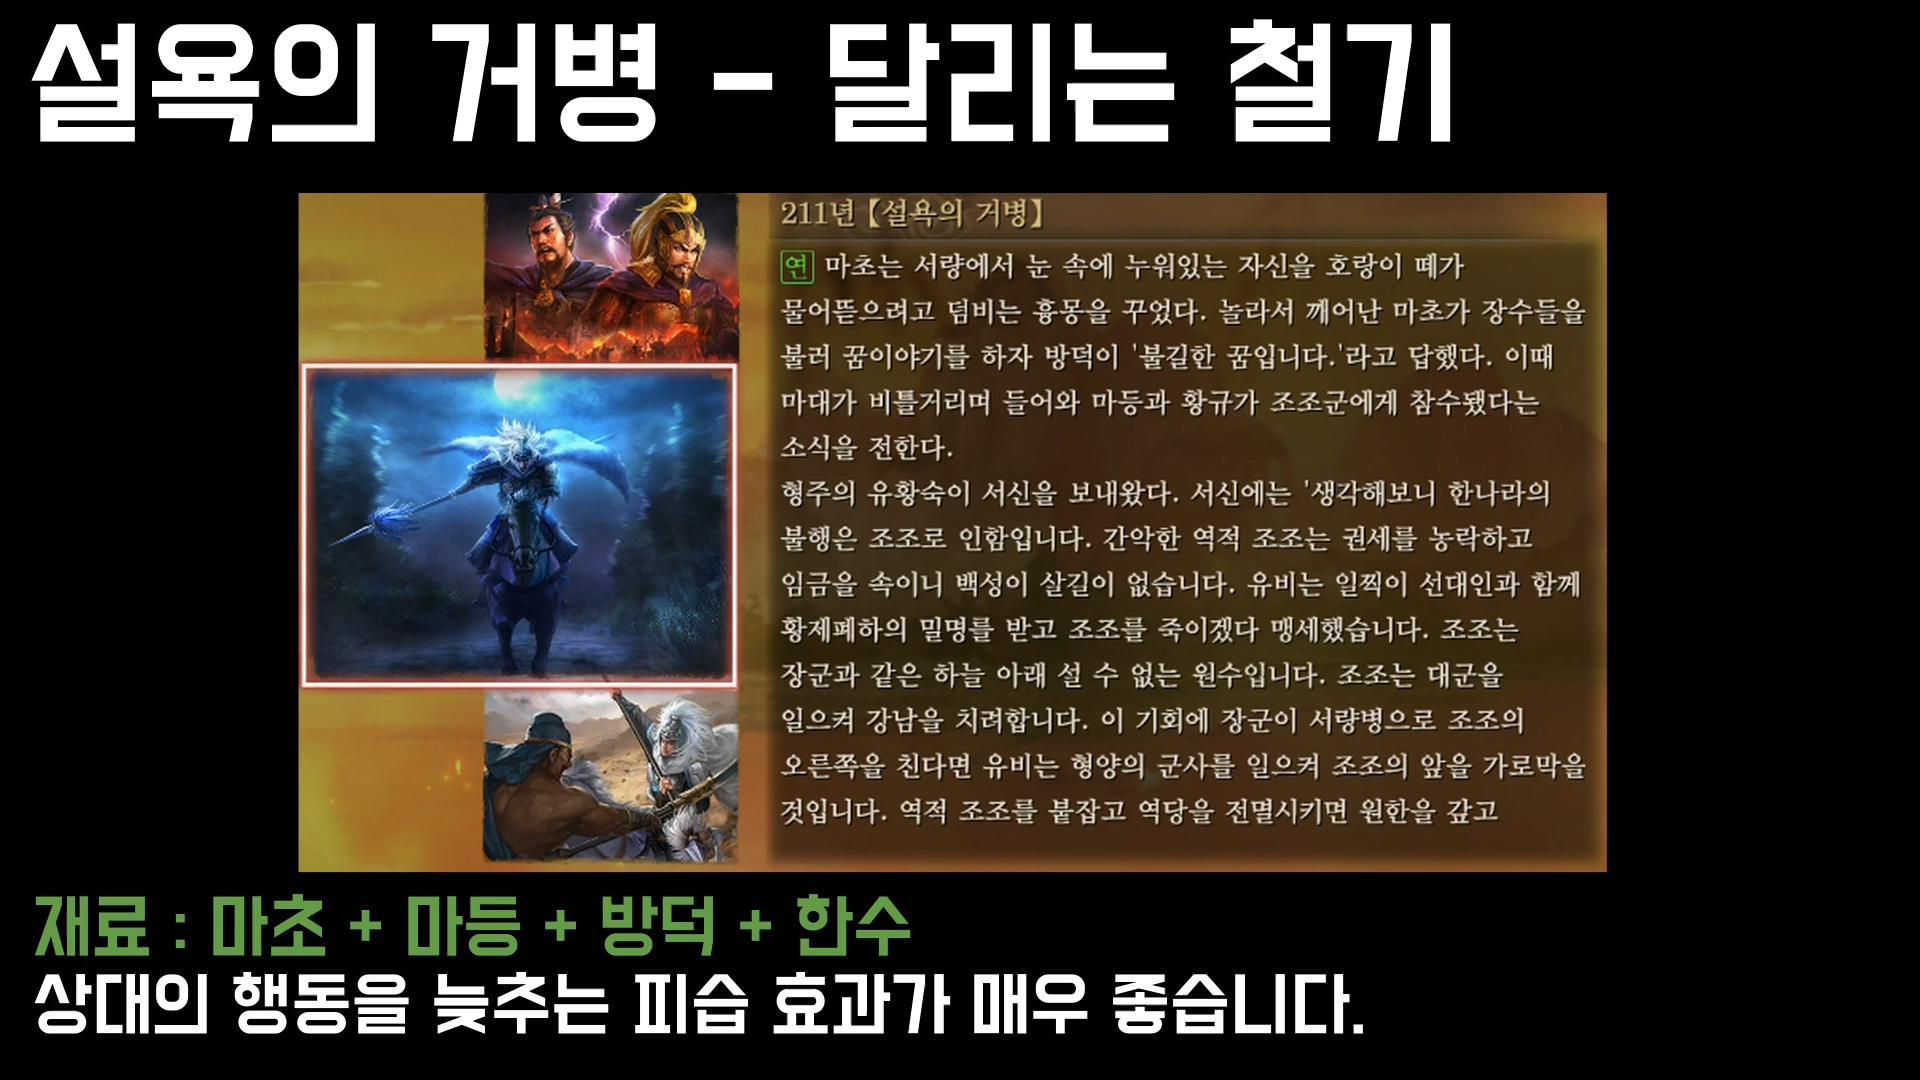 설욕의 거병 - 달리는 철기
211년【설욕의 거병】
연 마초는 서량에서 눈 속에 누워있는 자신을 호랑이 떼가
물어뜯으려고 덤비는 흉몽을 꾸었다. 놀라서 깨어난 마초가 장수들을
불러 꿈이야기를 하자 방덕이 '불길한 꿈입니다.'라고 답했다. 이때
마대가 비틀거리며 들어와 마등과 황규가 조조군에게 참수됐다는
소식을 전한다.
형주의 유황숙이 서신을 보내왔다. 서신에는 '생각해보니 한나라의
불행은 조조로 인함입니다. 간악한 역적 조조는 권세를 농락하고
임금을 속이니 백성이 살길이 없습니다. 유비는 일찍이 선대인과 함께
황제폐하의 밀명를 받고 조조를 죽이겠다 맹세했습니다. 조조는
장군과 같은 하늘 아래 설 수 없는 원수입니다. 조조는 대군을
일으켜 강남을 치려합니다. 이 기회에 장군이 서량병으로 조조의
오른쪽을 친다면 유비는 형양의 군사를 일으켜 조조의 앞을 가로막을
것입니다. 역적 조조를 붙잡고 역당을 전멸시키면 원한을 갚고
재료 : 마초 + 마등 + 방덕 + 한수
상대의 행동을 늦추는 피습 효과가 매우 좋습니다.